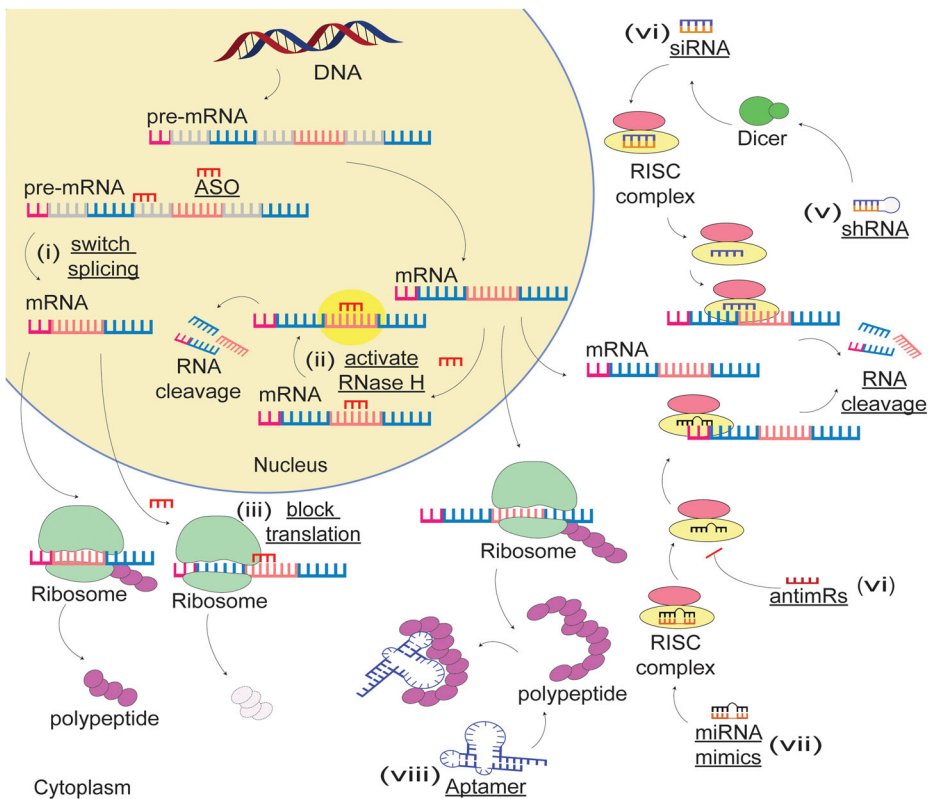 DNA
pre-mRNA
pre-mRNA
ASO
(i) switch
splicing
mRNA
mRNA
RNA
cleavage
(ii) activate
RNase H
mRNA
Nucleus
(iii) block
translation
Ribosome
Ribosome
polypeptide
Cytoplasm
Ribosome
polypeptide
(viii) Aptamer
(vi)
siRNA
Dicer
RISC
complex
(v)
shRNA
mRNA
RNA
cleavage
antimRs (vi)
RISC
complex
miRNA
mimics (vii)